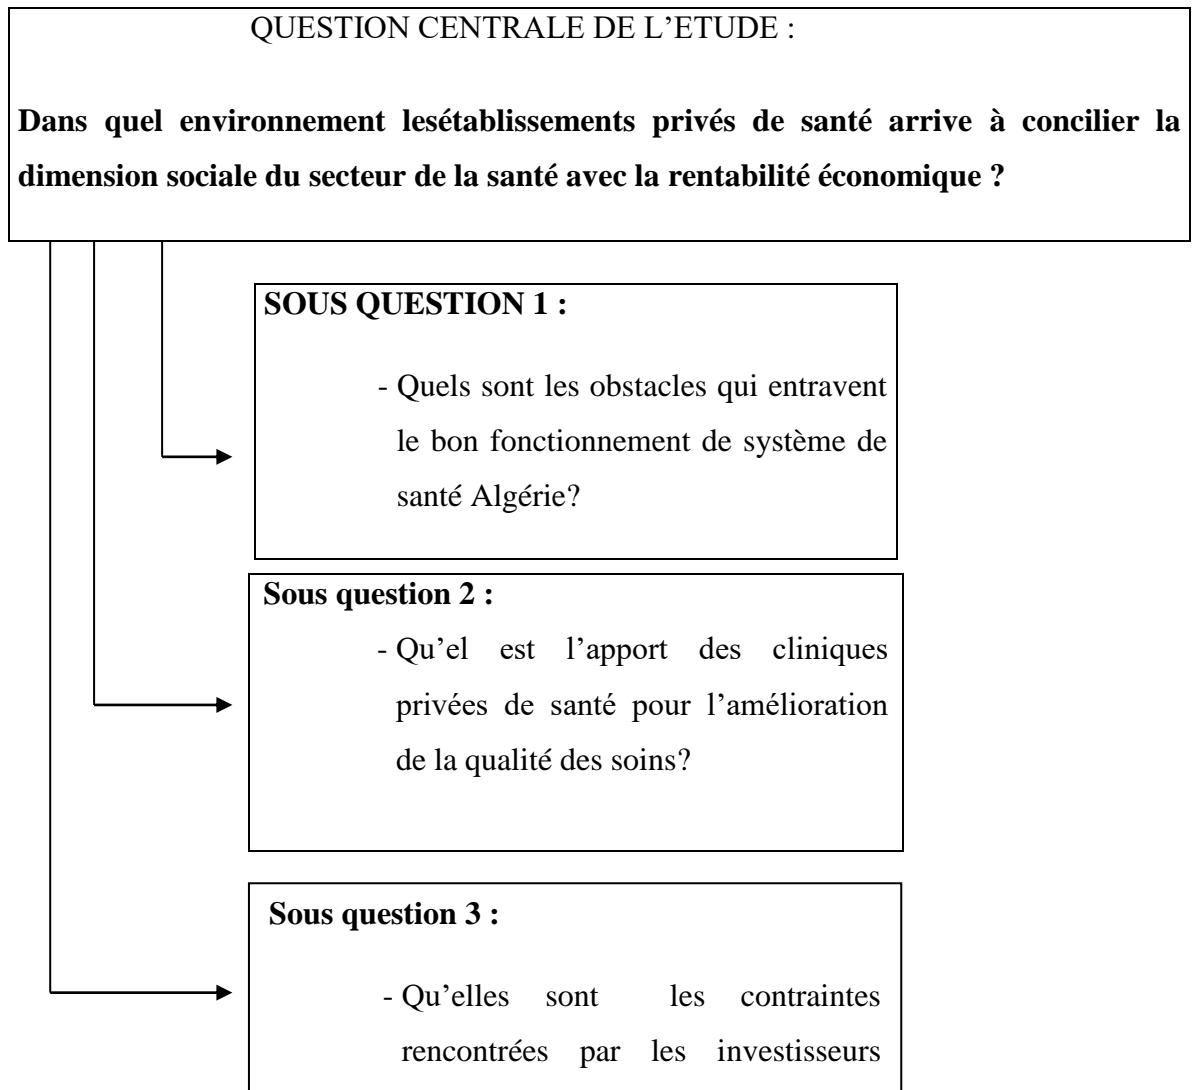 QUESTION CENTRALE DE L’ETUDE :
Dans quel environnement lesétablissements privés de santé arrive à concilier la
dimension sociale du secteur de la santé avec la rentabilité économique ?
SOUS QUESTION 1 :
- Quels sont les obstacles qui entravent
le bon fonctionnement de système de
santé Algérie?
Sous question 2 :
- Qu’el est l’apport des cliniques
privées de santé pour l’amélioration
de la qualité des soins?
Sous question 3 :
- Qu’elles sont les contraintes
rencontrées par les investisseurs